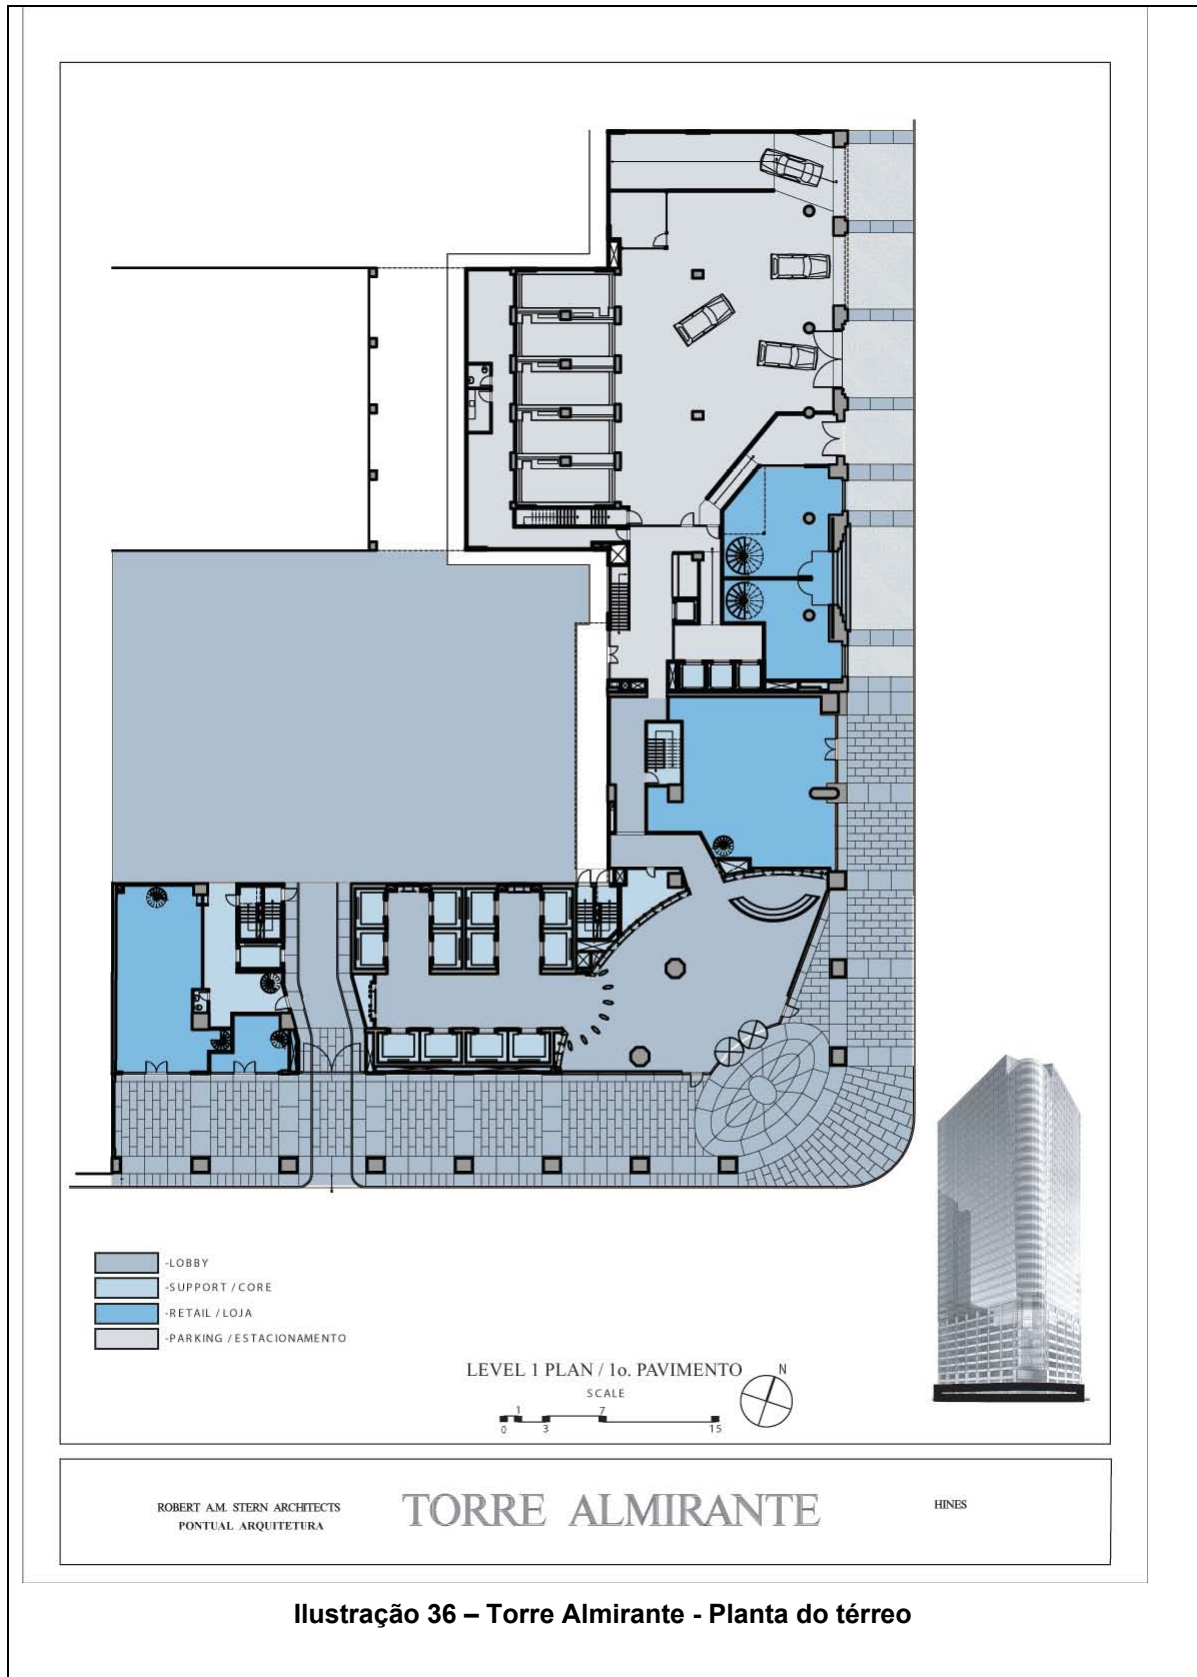 -LOBBY
-SUPPORT / CORE
-RETAIL / LOJA
-PARKING / ESTACIONAMENTO
LEVEL 1 PLAN / 1o. PAVIMENTO
N
SCALE
1 7
0 3 15
ROBERT A.M. STERN ARCHITECTS
PONTUAL ARQUITETURA
TORRE ALMIRANTE
HINES
Ilustração 36 – Torre Almirante - Planta do térreo